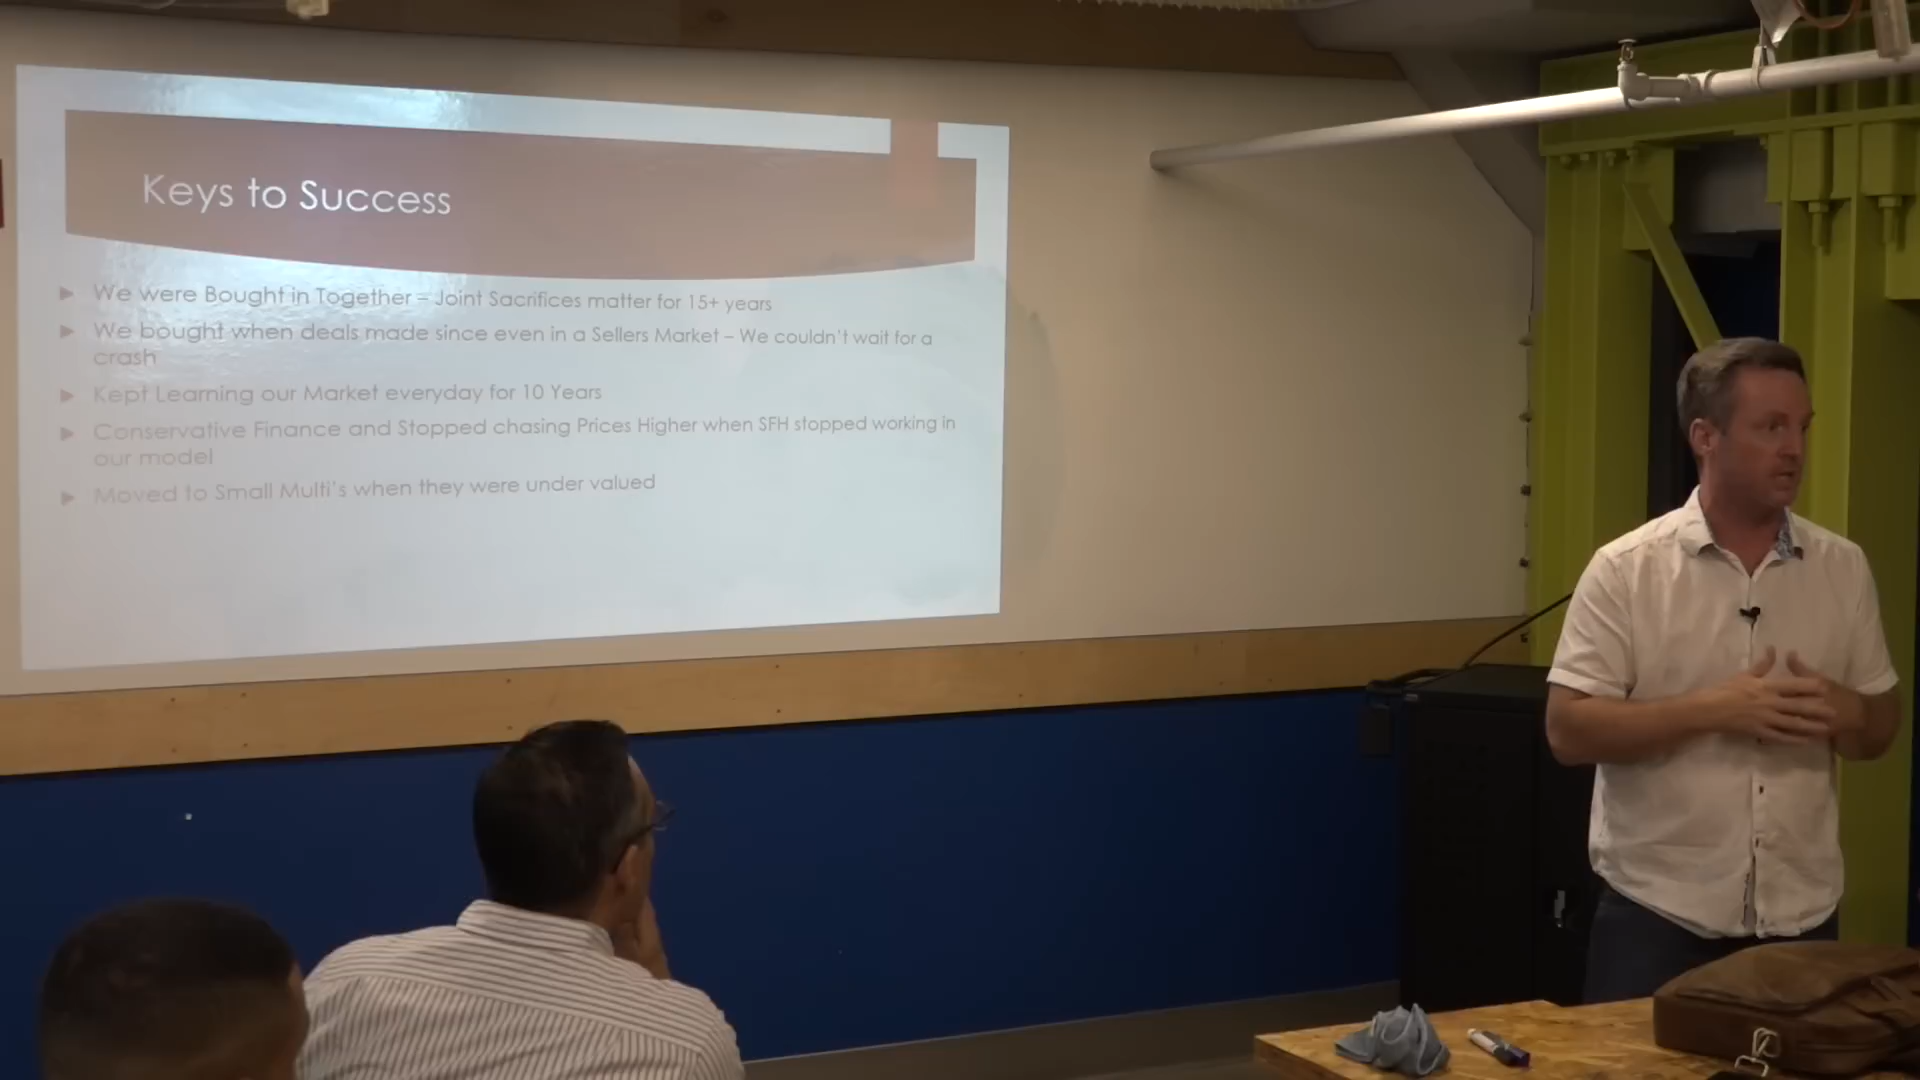 Keys to Success
We were Bought in Together – Joint Sacrifices matter for 15+ years
We bought when deals made since even in a Sellers Market – We couldn't wait for a
crash
Kept Learning our Market everyday for 10 Years
Conservative Finance and Stopped chasing Prices Higher when SFH stopped working in
our model
Moved to Small Multi's when they were under valued